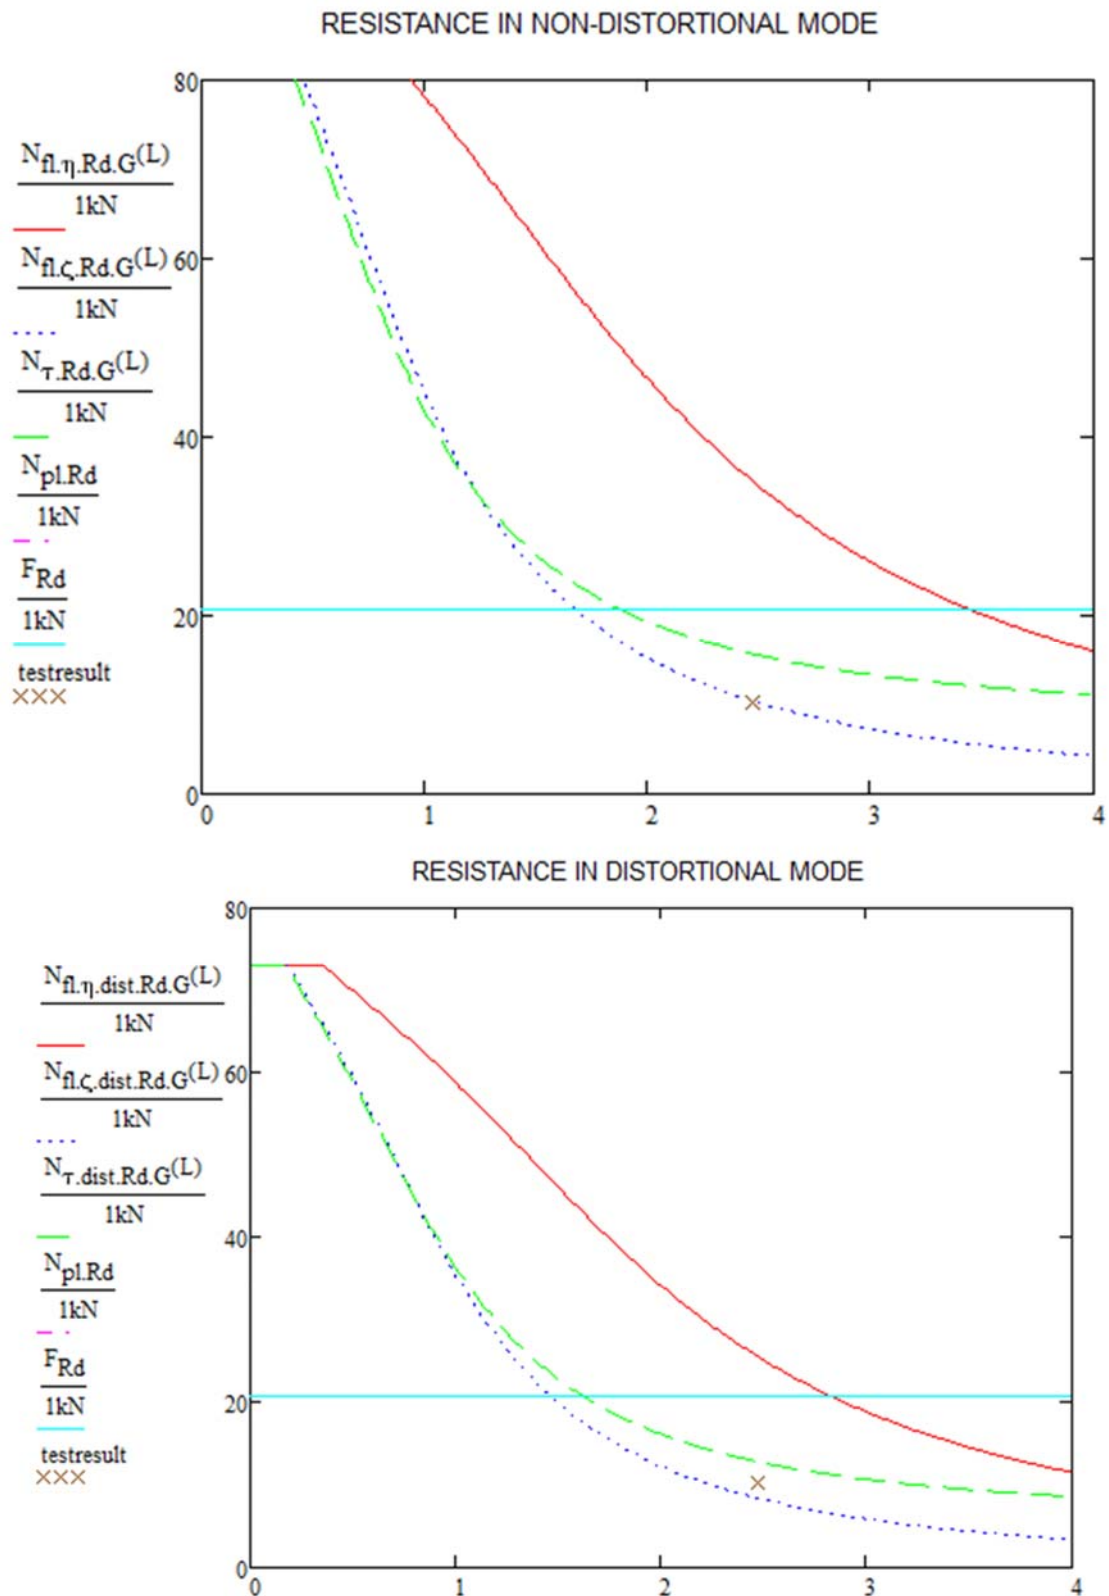 RESISTANCE IN NON-DISTORTIONAL MODE
80
60
40
20
0
0 1 2 3 4
N_fl.η.Rd.G(L)
1kN
N_fl.ζ.Rd.G(L)
1kN
N_τ.Rd.G(L)
1kN
N_pl.Rd
1kN
F_Rd
1kN
testresult
RESISTANCE IN DISTORTIONAL MODE
80
60
40
20
0
0 1 2 3 4
N_fl.η.dist.Rd.G(L)
1kN
N_fl.ζ.dist.Rd.G(L)
1kN
N_τ.dist.Rd.G(L)
1kN
N_pl.Rd
1kN
F_Rd
1kN
testresult